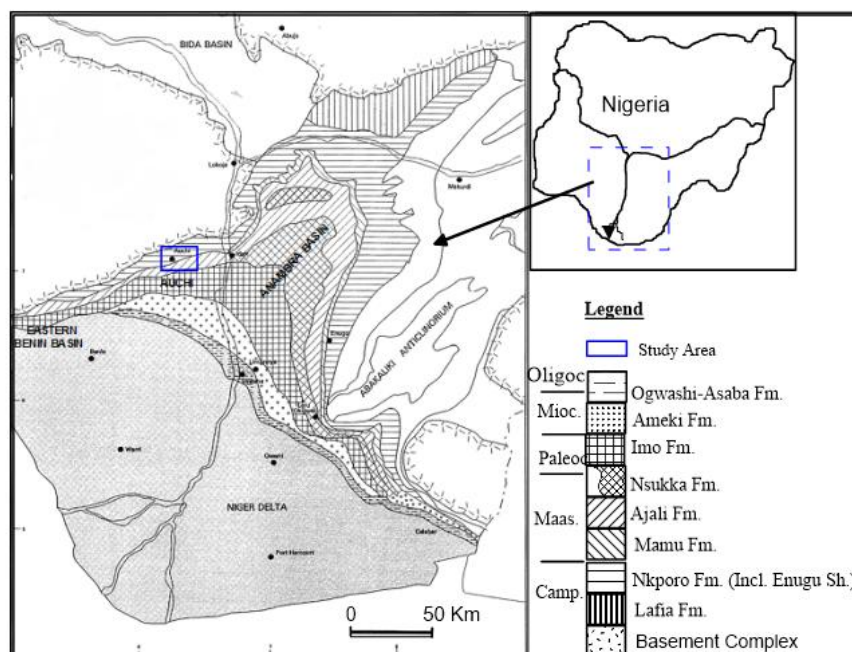 BIDA BASIN
Abuja
Lokoja
Makurdi
Auchi
AUCHI
ANAMBRA BASIN
Enugu
ABAKALIKI ANTICLINORIUM
EASTERN
BENIN BASIN
Warri
Owerri
NIGER DELTA
Calabar
Port Harcourt
0 50 Km
Nigeria
Legend
Study Area
Oligoc
Ogwashi-Asaba Fm.
Mioc.
Ameki Fm.
Paleoc
Imo Fm.
Nsukka Fm.
Maas.
Ajali Fm.
Mamu Fm.
Camp.
Nkporo Fm. (Incl. Enugu Sh.)
Lafia Fm.
Basement Complex